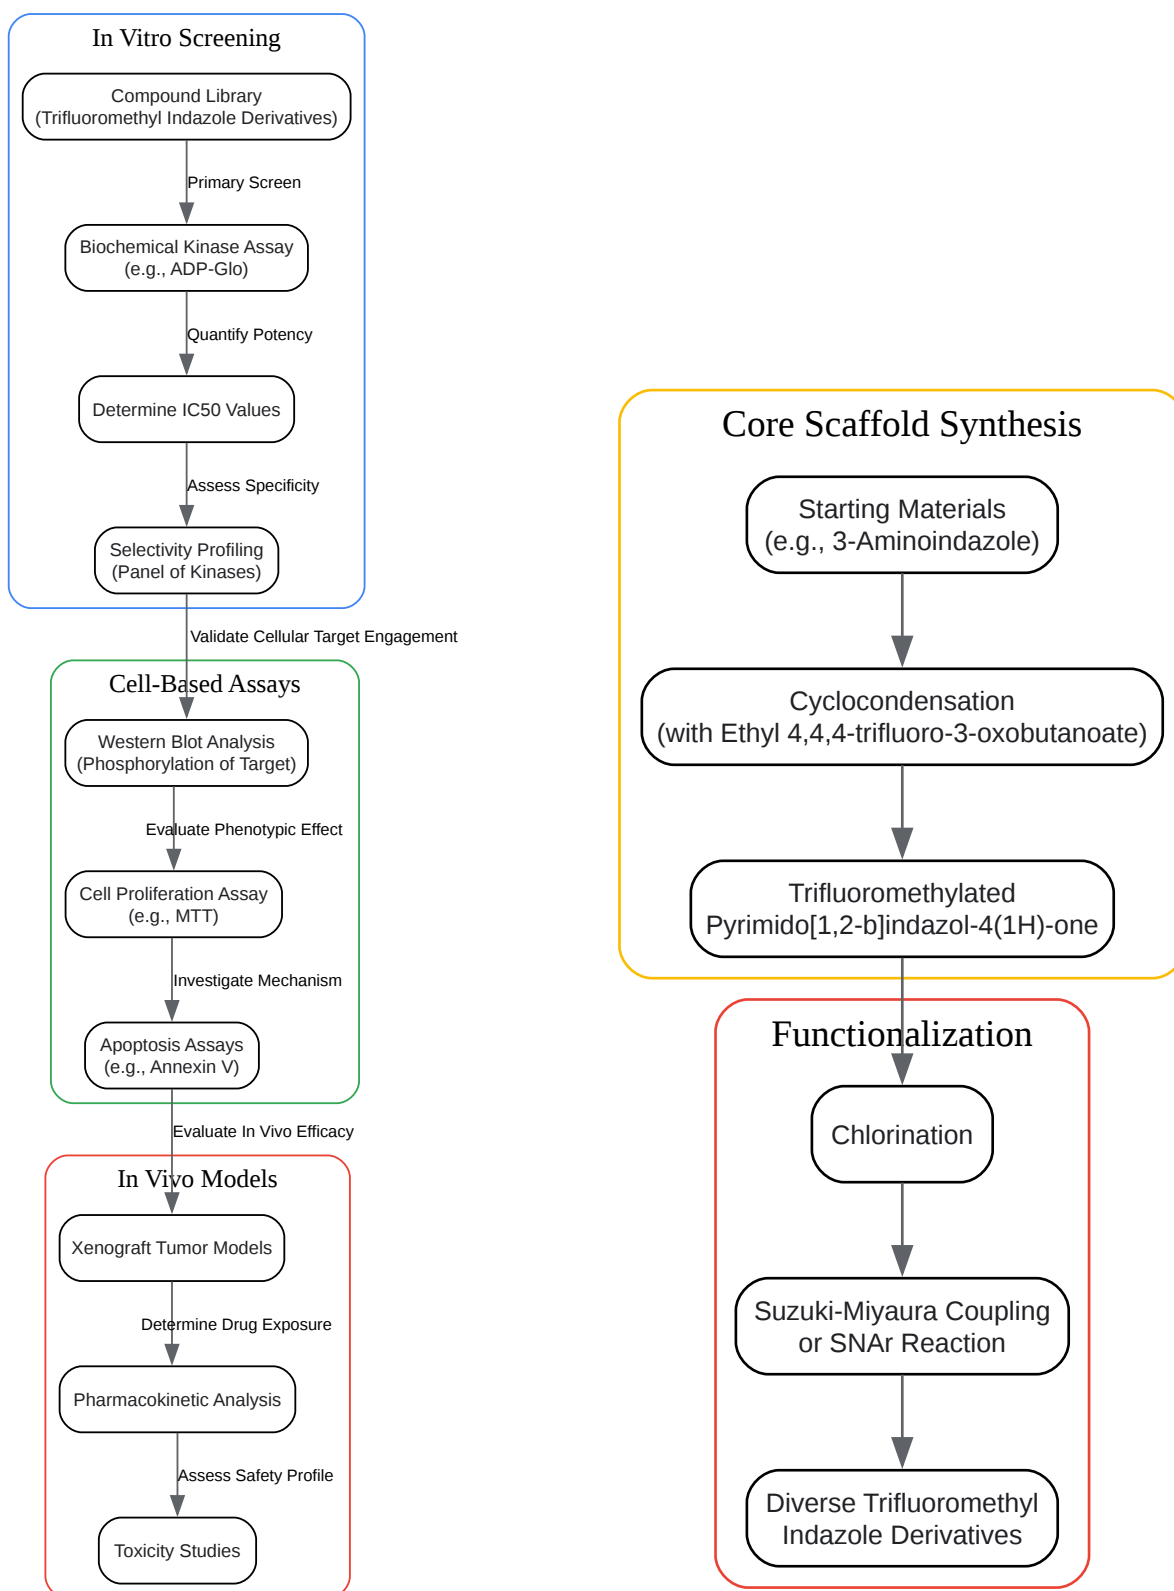 In Vitro Screening
Compound Library
(Trifluoromethyl Indazole Derivatives)
Primary Screen
Biochemical Kinase Assay
(e.g., ADP-Glo)
Quantify Potency
Determine IC50 Values
Assess Specificity
Selectivity Profiling
(Panel of Kinases)
Validate Cellular Target Engagement
Cell-Based Assays
Western Blot Analysis
(Phosphorylation of Target)
Evaluate Phenotypic Effect
Cell Proliferation Assay
(e.g., MTT)
Investigate Mechanism
Apoptosis Assays
(e.g., Annexin V)
Evaluate In Vivo Efficacy
In Vivo Models
Xenograft Tumor Models
Determine Drug Exposure
Pharmacokinetic Analysis
Assess Safety Profile
Toxicity Studies
Core Scaffold Synthesis
Starting Materials
(e.g., 3-Aminoindazole)
Cyclocondensation
(with Ethyl 4,4,4-trifluoro-3-oxobutanoate)
Trifluoromethylated
Pyrimido[1,2-b]indazol-4(1H)-one
Functionalization
Chlorination
Suzuki-Miyaura Coupling
or SNAr Reaction
Diverse Trifluoromethyl
Indazole Derivatives